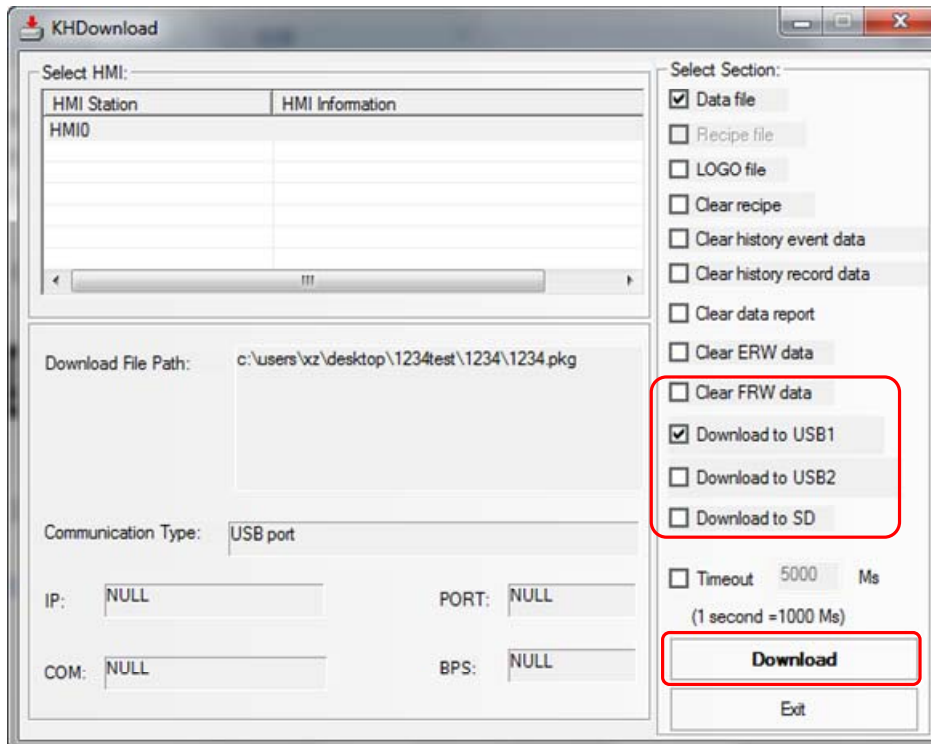 KHDownload
Select HMI:
HMI Station HMI Information
HMI0
Download File Path: c:\users\xz\desktop\1234test\1234\1234.pkg
Communication Type: USB port
IP: NULL PORT: NULL
COM: NULL BPS: NULL
Select Section:
Data file
Recipe file
LOGO file
Clear recipe
Clear history event data
Clear history record data
Clear data report
Clear ERW data
Clear FRW data
Download to USB1
Download to USB2
Download to SD
Timeout 5000 Ms
(1 second =1000 Ms)
Download
Exit